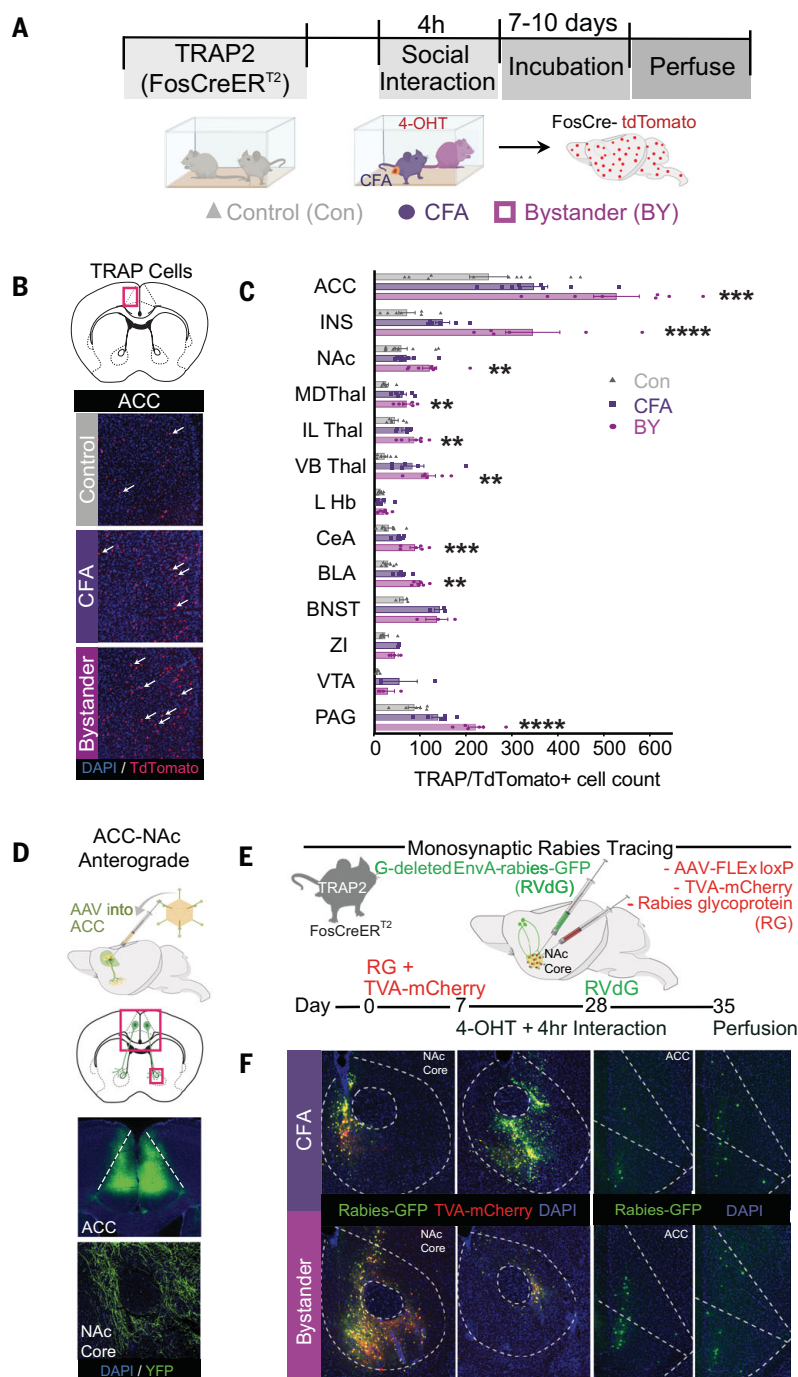 A
4h
7-10 days
TRAP2
(FosCreER^T2)
Social
Interaction
Incubation
Perfuse
4-OHT
CFA
FosCre- tdTomato
Control (Con)
CFA
Bystander (BY)
B
TRAP Cells
ACC
Control
CFA
Bystander
DAPI / TdTomato
C
ACC
***
INS
****
NAc
**
MDThal
**
IL Thal
**
VB Thal
**
L Hb
CeA
***
BLA
**
BNST
ZI
VTA
PAG
****
Con
CFA
BY
0 100 200 300 400 500 600
TRAP/TdTomato+ cell count
D
ACC-NAc
Anterograde
AAV into
ACC
ACC
NAc
Core
DAPI / YFP
E
Monosynaptic Rabies Tracing
G-deletedEnvA-rabies-GFP
(RVdG)
- AAV-FLEx loxP
- TVA-mCherry
- Rabies glycoprotein
(RG)
TRAP2
FosCreER^T2
NAc
Core
RG +
TVA-mCherry
RVdG
Day 0 7 28 35
4-OHT + 4hr Interaction
Perfusion
F
CFA
NAc
Core
ACC
Rabies-GFP TVA-mCherry DAPI
Rabies-GFP DAPI
Bystander
NAc
Core
ACC